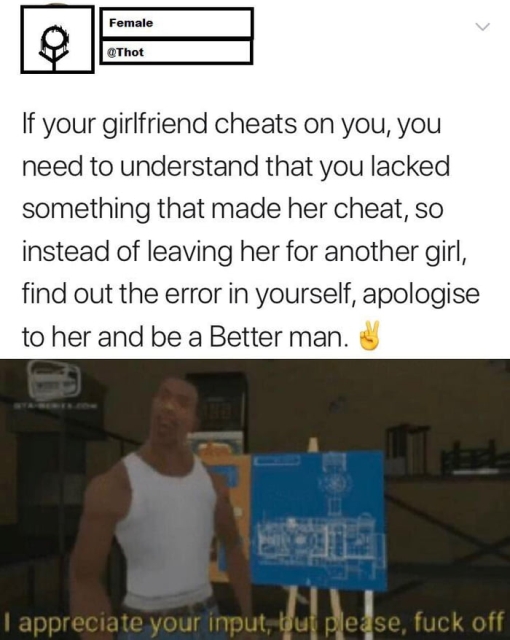 Female
@Thot
If your girlfriend cheats on you, you
need to understand that you lacked
something that made her cheat, so
instead of leaving her for another girl,
find out the error in yourself, apologise
to her and be a Better man. ✌
I appreciate your input, but please, fuck off